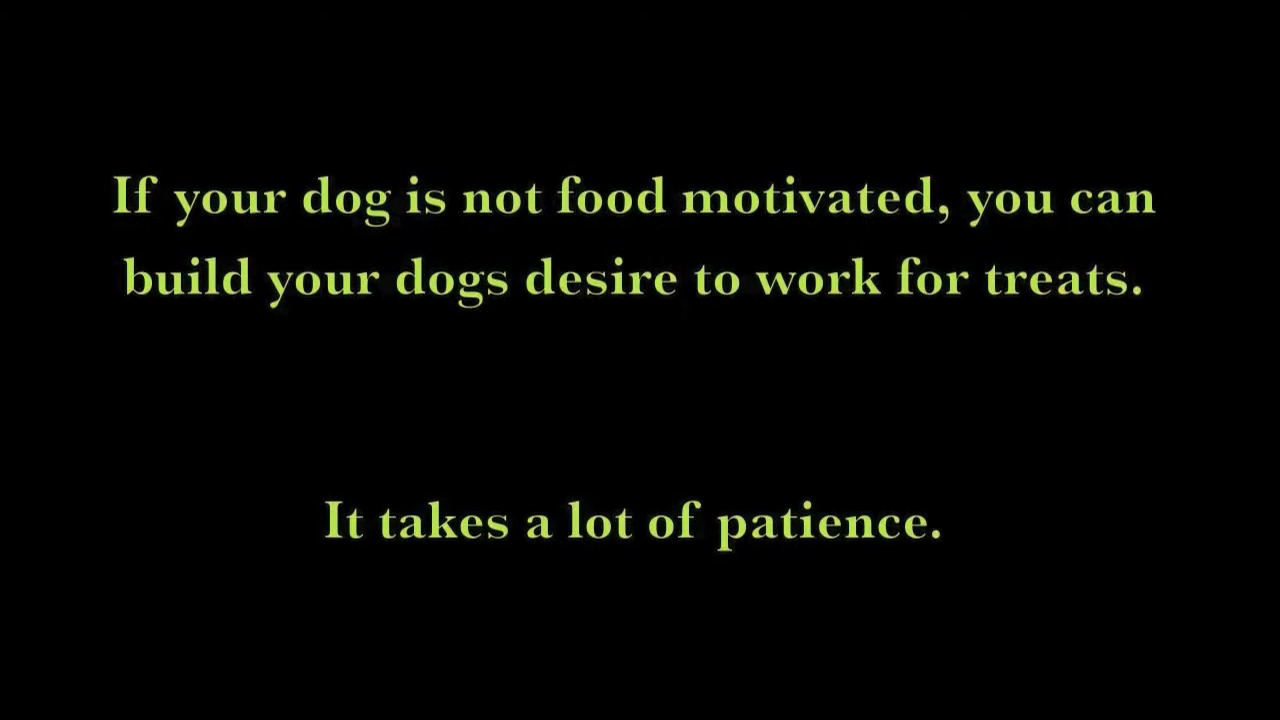 If your dog is not food motivated, you can
build your dogs desire to work for treats.
It takes a lot of patience.